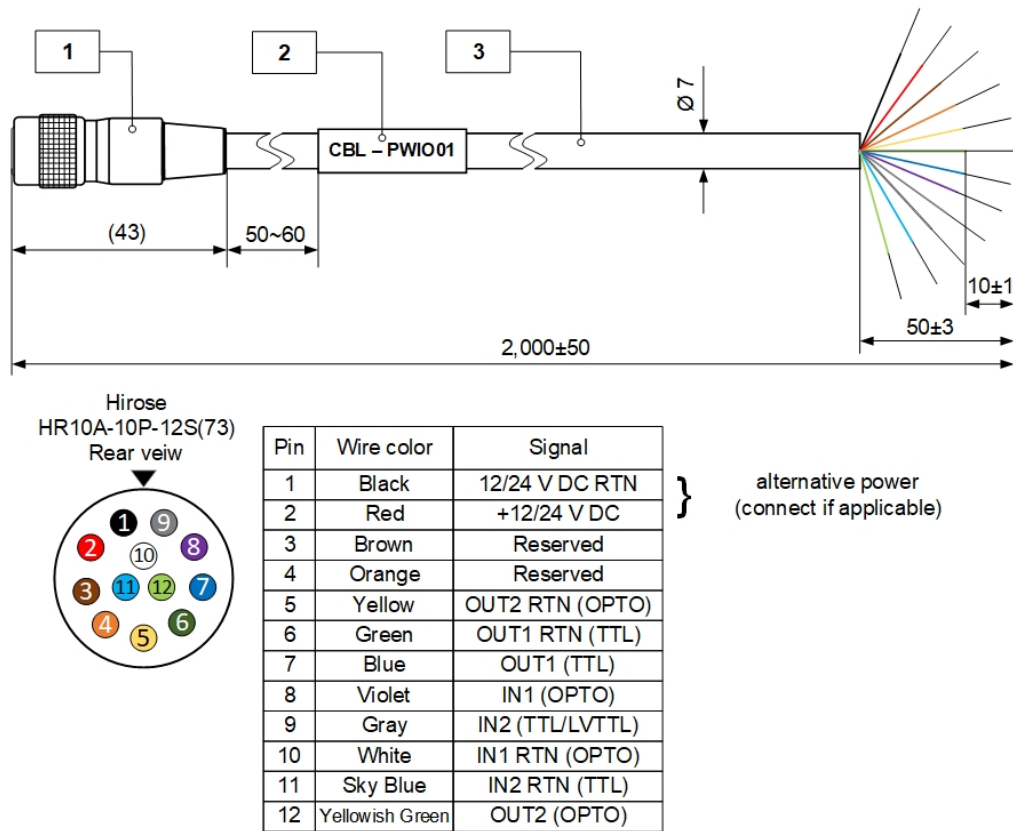 1
2
3
CBL – PWIO01
Ø 7
(43)
50~60
10±1
50±3
2,000±50
Hirose
HR10A-10P-12S(73)
Rear veiw
1
9
2
10
8
3
11
12
7
4
5
6
Pin Wire color Signal
1 Black 12/24 V DC RTN
2 Red +12/24 V DC
3 Brown Reserved
4 Orange Reserved
5 Yellow OUT2 RTN (OPTO)
6 Green OUT1 RTN (TTL)
7 Blue OUT1 (TTL)
8 Violet IN1 (OPTO)
9 Gray IN2 (TTL/LVTTL)
10 White IN1 RTN (OPTO)
11 Sky Blue IN2 RTN (TTL)
12 Yellowish Green OUT2 (OPTO)
}
alternative power
(connect if applicable)